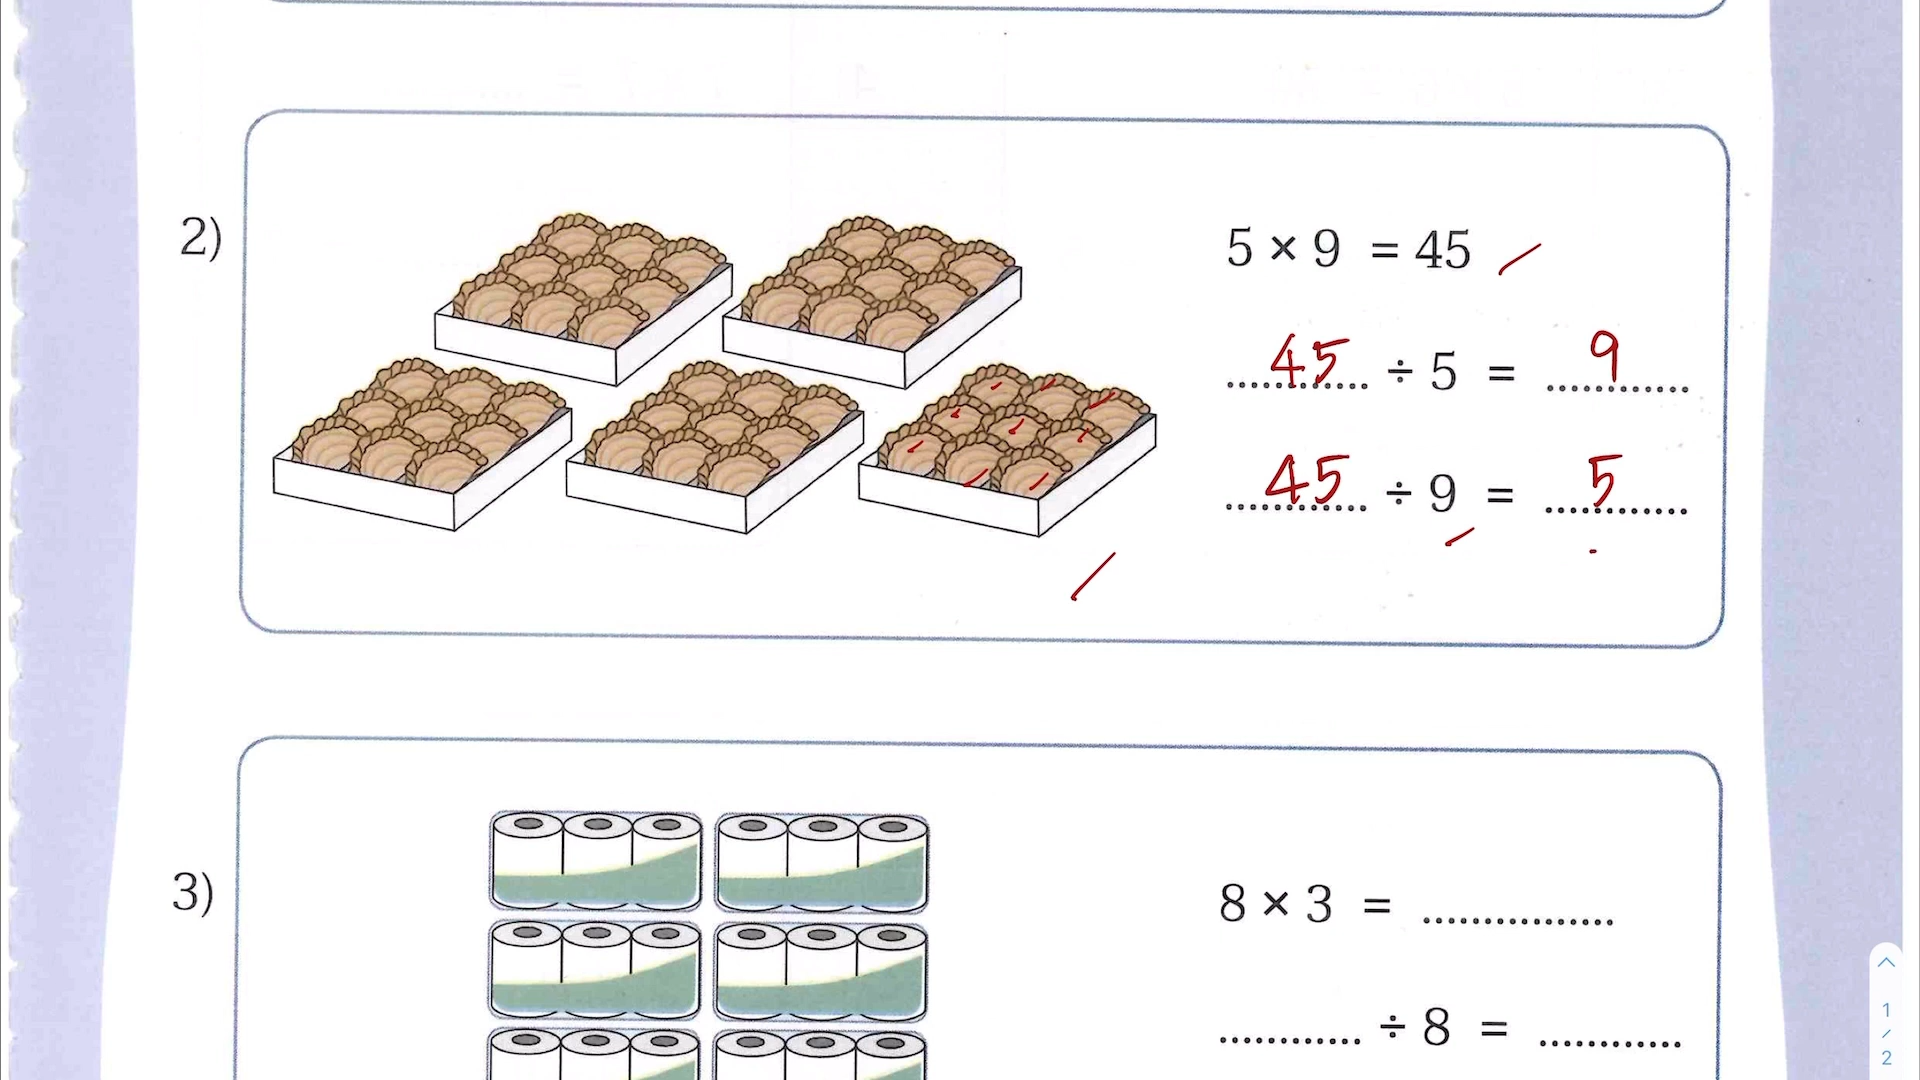 2)
5 × 9 = 45
45 ÷ 5 = 9
45 ÷ 9 = 5
3)
8 × 3 = ...............
............ ÷ 8 = ............
1
/
2